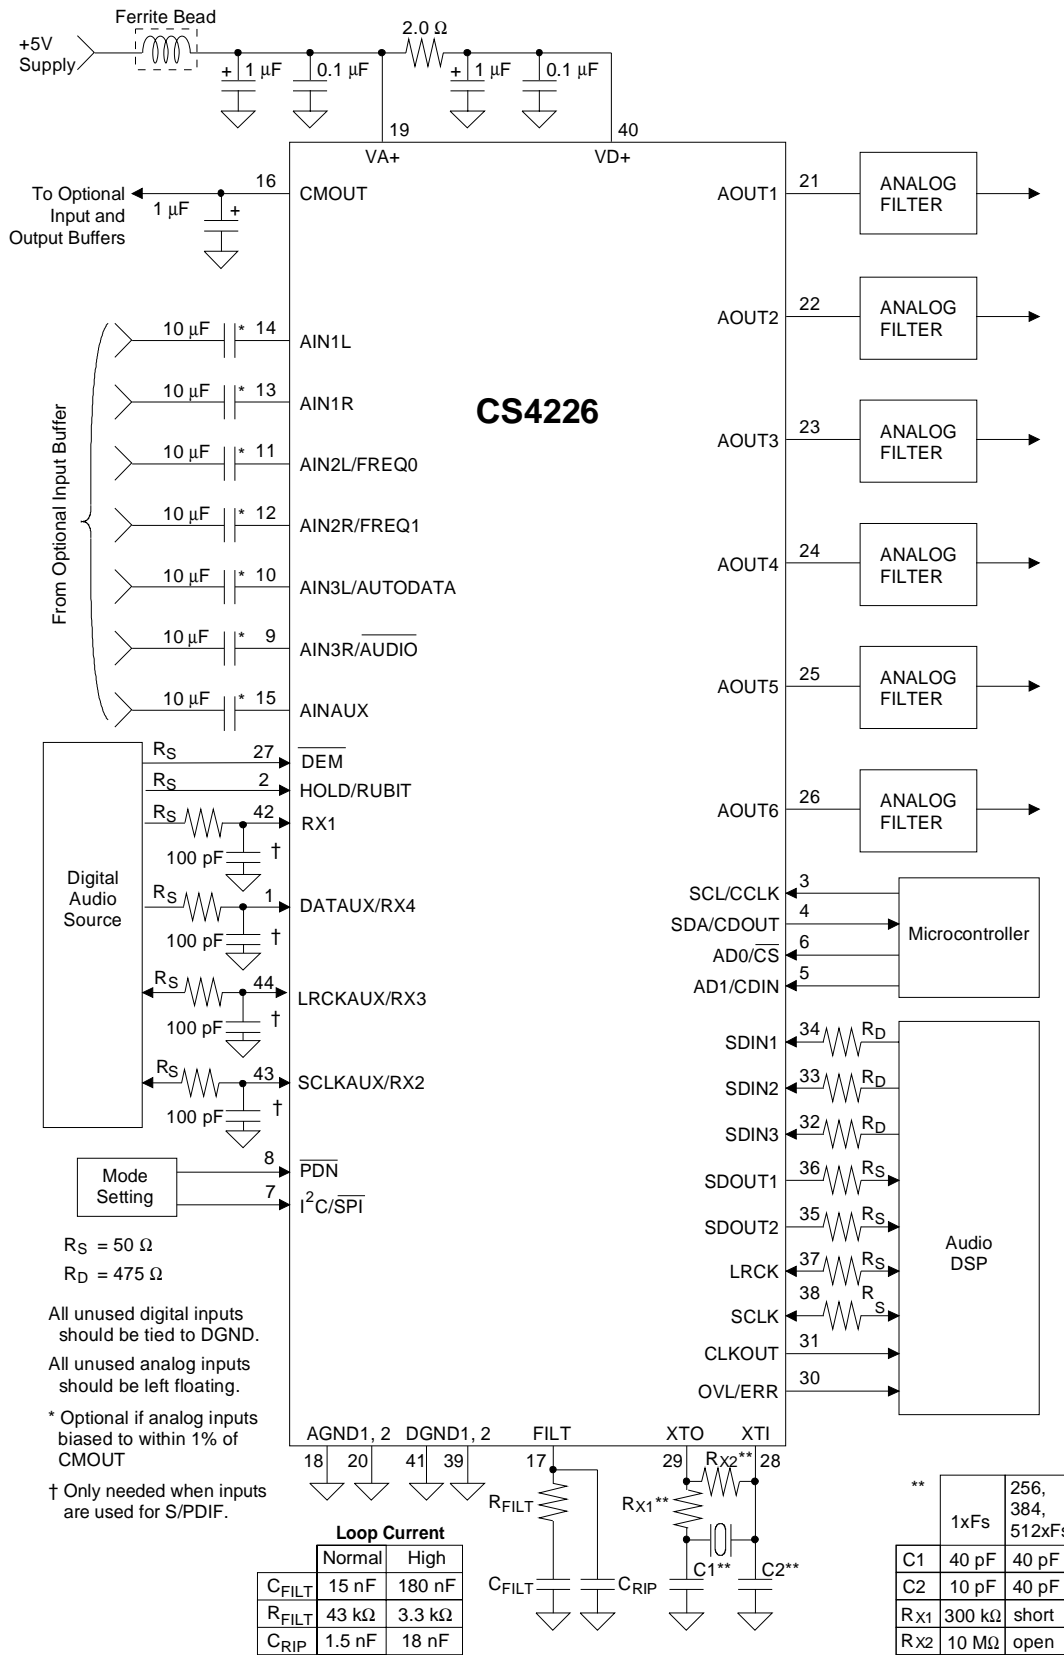 Ferrite Bead
+5V
Supply
2.0 Ω
+ 1 µF
0.1 µF
+ 1 µF
0.1 µF
19
40
VA+
VD+
To Optional
Input and
Output Buffers
16
CMOUT
1 µF
+
From Optional Input Buffer
10 µF * 14 AIN1L
10 µF * 13 AIN1R
10 µF * 11 AIN2L/FREQ0
10 µF * 12 AIN2R/FREQ1
10 µF * 10 AIN3L/AUTODATA
10 µF * 9 AIN3R/AUDIO
10 µF * 15 AINAUX
CS4226
AOUT1 21 ANALOG
FILTER
AOUT2 22 ANALOG
FILTER
AOUT3 23 ANALOG
FILTER
AOUT4 24 ANALOG
FILTER
AOUT5 25 ANALOG
FILTER
AOUT6 26 ANALOG
FILTER
Digital
Audio
Source
RS 27 DEM
RS 2 HOLD/RUBIT
RS 42 RX1
100 pF †
RS 1 DATAUX/RX4
100 pF †
RS 44 LRCKAUX/RX3
100 pF †
RS 43 SCLKAUX/RX2
100 pF †
Mode
Setting
8 PDN
7 I2C/SPI
SCL/CCLK 3
SDA/CDOUT 4
AD0/CS 6
AD1/CDIN 5
Microcontroller
SDIN1 34 RD
SDIN2 33 RD
SDIN3 32 RD
SDOUT1 36 RS
SDOUT2 35 RS
LRCK 37 RS
SCLK 38 RS
CLKOUT 31
OVL/ERR 30
Audio
DSP
RS = 50 Ω
RD = 475 Ω
All unused digital inputs
should be tied to DGND.
All unused analog inputs
should be left floating.
* Optional if analog inputs
biased to within 1% of
CMOUT
† Only needed when inputs
are used for S/PDIF.
AGND1, 2
DGND1, 2
FILT
XTO
XTI
18
20
41
39
17
29
28
RX2**
RFILT
RX1**
CFILT
CRIP
C1**
C2**
Loop Current
Normal High
CFILT 15 nF 180 nF
RFILT 43 kΩ 3.3 kΩ
CRIP 1.5 nF 18 nF
**
1xFs
256,
384,
512xFs
C1 40 pF 40 pF
C2 10 pF 40 pF
RX1 300 kΩ short
RX2 10 MΩ open